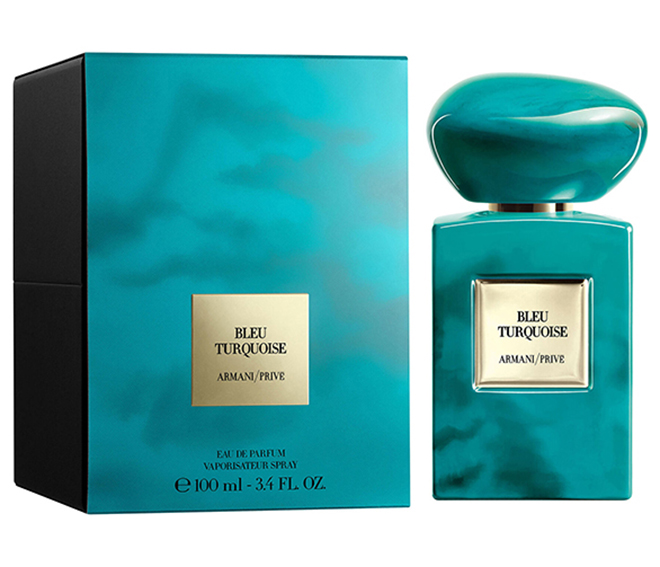 BLEU
TURQUOISE
ARMANI/PRIVE
EAU DE PARFUM
VAPORISATEUR SPRAY
℮ 100 ml - 3.4 FL. OZ.
BLEU
TURQUOISE
ARMANI/PRIVE